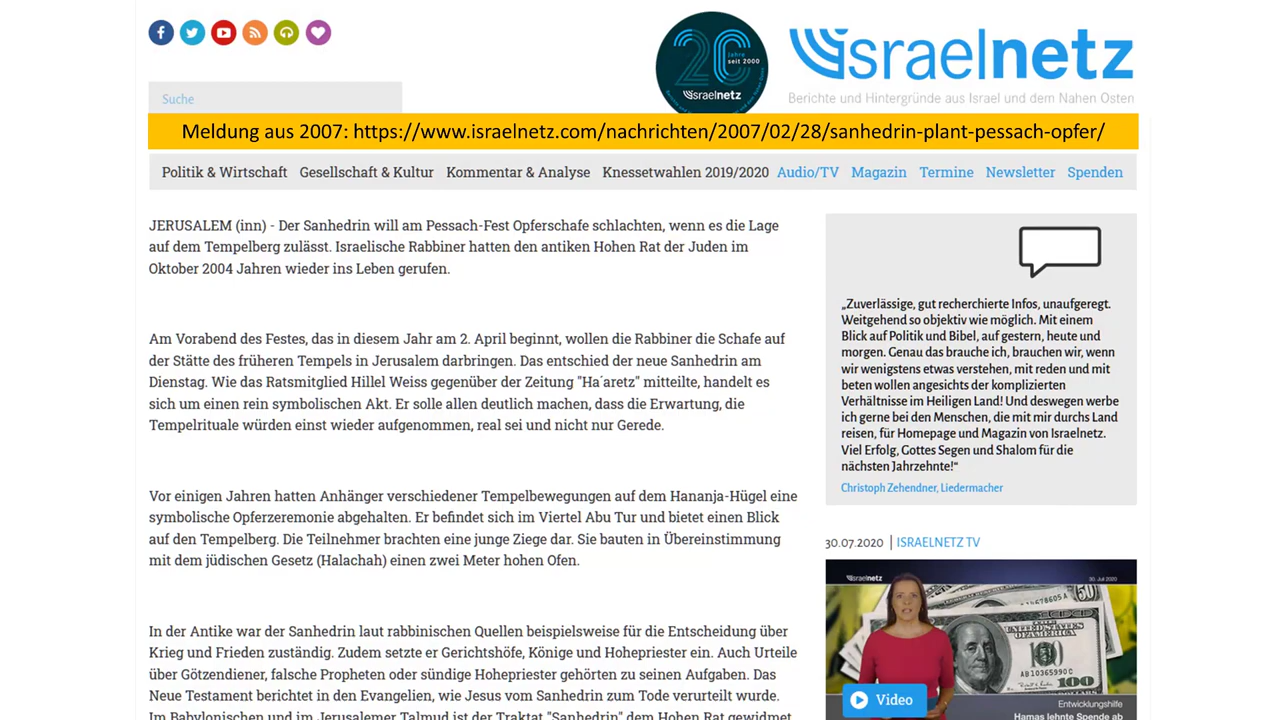 20
Jahre
seit 2000
israelnetz
israelnetz
Berichte und Hintergründe aus Israel und dem Nahen Osten
Suche
Meldung aus 2007: https://www.israelnetz.com/nachrichten/2007/02/28/sanhedrin-plant-pessach-opfer/
Politik & Wirtschaft Gesellschaft & Kultur Kommentar & Analyse Knessetwahlen 2019/2020 Audio/TV Magazin Termine Newsletter Spenden
JERUSALEM (inn) - Der Sanhedrin will am Pessach-Fest Opferschafe schlachten, wenn es die Lage
auf dem Tempelberg zulässt. Israelische Rabbiner hatten den antiken Hohen Rat der Juden im
Oktober 2004 Jahren wieder ins Leben gerufen.
Am Vorabend des Festes, das in diesem Jahr am 2. April beginnt, wollen die Rabbiner die Schafe auf
der Stätte des früheren Tempels in Jerusalem darbringen. Das entschied der neue Sanhedrin am
Dienstag. Wie das Ratsmitglied Hillel Weiss gegenüber der Zeitung "Ha´aretz" mitteilte, handelt es
sich um einen rein symbolischen Akt. Er solle allen deutlich machen, dass die Erwartung, die
Tempelrituale würden einst wieder aufgenommen, real sei und nicht nur Gerede.
Vor einigen Jahren hatten Anhänger verschiedener Tempelbewegungen auf dem Hananja-Hügel eine
symbolische Opferzeremonie abgehalten. Er befindet sich im Viertel Abu Tur und bietet einen Blick
auf den Tempelberg. Die Teilnehmer brachten eine junge Ziege dar. Sie bauten in Übereinstimmung
mit dem jüdischen Gesetz (Halachah) einen zwei Meter hohen Ofen.
In der Antike war der Sanhedrin laut rabbinischen Quellen beispielsweise für die Entscheidung über
Krieg und Frieden zuständig. Zudem setzte er Gerichtshöfe, Könige und Hohepriester ein. Auch Urteile
über Götzendiener, falsche Propheten oder sündige Hohepriester gehörten zu seinen Aufgaben. Das
Neue Testament berichtet in den Evangelien, wie Jesus vom Sanhedrin zum Tode verurteilt wurde.
Im Babylonischen und im Jerusalemer Talmud ist der Traktat "Sanhedrin" dem Hohen Rat gewidmet.
„Zuverlässige, gut recherchierte Infos, unaufgeregt.
Weitgehend so objektiv wie möglich. Mit einem
Blick auf Politik und Bibel, auf gestern, heute und
morgen. Genau das brauche ich, brauchen wir, wenn
wir wenigstens etwas verstehen, mit reden und mit
beten wollen angesichts der komplizierten
Verhältnisse im Heiligen Land! Und deswegen werbe
ich gerne bei den Menschen, die mit mir durchs Land
reisen, für Homepage und Magazin von Israelnetz.
Viel Erfolg, Gottes Segen und Shalom für die
nächsten Jahrzehnte!“
Christoph Zehendner, Liedermacher
30.07.2020 | ISRAELNETZ TV
israelnetz
30. Juli 2020
100
Video
Entwicklungshilfe
Hamas lehnte Spende ab